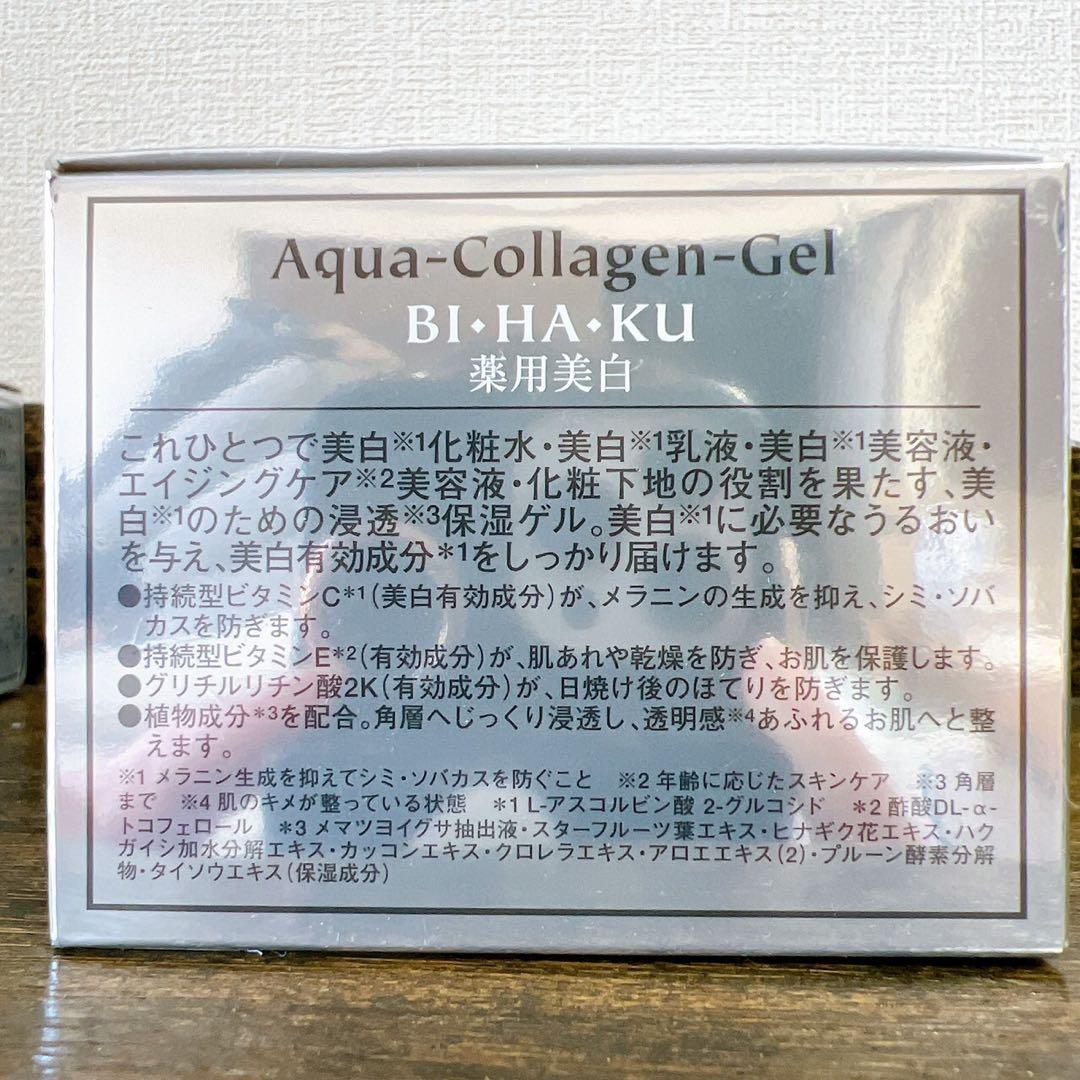 Aqua-Collagen-Gel
BI・HA・KU
薬用美白
これひとつで美白※1化粧水・美白※1乳液・美白※1美容液・
エイジングケア※2美容液・化粧下地の役割を果たす、美
白※1のための浸透※3保湿ゲル。美白※1に必要なうるおい
を与え、美白有効成分*1をしっかり届けます。
●持続型ビタミンC*1(美白有効成分)が、メラニンの生成を抑え、シミ・ソバ
カスを防ぎます。
●持続型ビタミンE*2(有効成分)が、肌あれや乾燥を防ぎ、お肌を保護します。
●グリチルリチン酸2K(有効成分)が、日焼け後のほてりを防ぎます。
●植物成分*3を配合。角層へじっくり浸透し、透明感※4あふれるお肌へと整
えます。
※1 メラニン生成を抑えてシミ・ソバカスを防ぐこと ※2 年齢に応じたスキンケア ※3 角層
まで ※4 肌のキメが整っている状態 *1 L-アスコルビン酸 2-グルコシド *2 酢酸DL-α-
トコフェロール *3 メマツヨイグサ抽出液・スターフルーツ葉エキス・ヒナギク花エキス・ハク
ガイシ加水分解エキス・カッコンエキス・クロレラエキス・アロエエキス(2)・プルーン酵素分解
物・タイソウエキス(保湿成分)